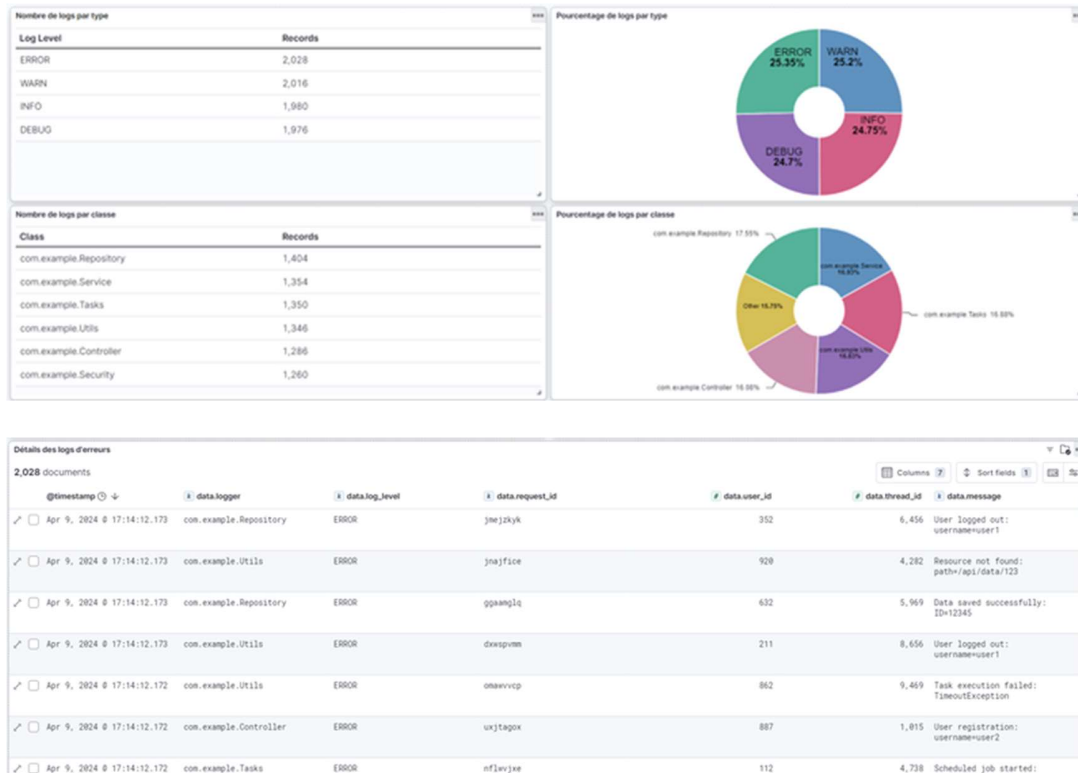 Nombre de logs par type
Log Level Records
ERROR 2,028
WARN 2,016
INFO 1,980
DEBUG 1,976
Pourcentage de logs par type
ERROR
25.35%
WARN
25.2%
INFO
24.75%
DEBUG
24.7%
Nombre de logs par classe
Class Records
com.example.Repository 1,404
com.example.Service 1,354
com.example.Tasks 1,350
com.example.Utils 1,346
com.example.Controller 1,286
com.example.Security 1,260
Pourcentage de logs par classe
com.example.Repository 17.55%
com.example.Service
com.example.Tasks 16.88%
com.example.Utils
16.83%
com.example.Controller
Other 15.75%
Détails des logs d'erreurs
2,028 documents
Columns 7 Sort fields 1
@timestamp data.logger data.log_level data.request_id data.user_id data.thread_id data.message
Apr 9, 2024 @ 17:14:12.173 com.example.Repository ERROR jmejzkyk 352 6,456 User logged out:
username=user1
Apr 9, 2024 @ 17:14:12.173 com.example.Utils ERROR jnajfice 920 4,282 Resource not found:
path=/api/data/123
Apr 9, 2024 @ 17:14:12.173 com.example.Repository ERROR ggaamglq 632 5,969 Data saved successfully:
ID=12345
Apr 9, 2024 @ 17:14:12.173 com.example.Utils ERROR dxwspvmm 211 8,656 User logged out:
username=user1
Apr 9, 2024 @ 17:14:12.172 com.example.Utils ERROR omawvvcp 862 9,469 Task execution failed:
TimeoutException
Apr 9, 2024 @ 17:14:12.172 com.example.Controller ERROR uxjtagox 887 1,015 User registration:
username=user2
Apr 9, 2024 @ 17:14:12.172 com.example.Tasks ERROR nflwvjxe 112 4,738 Scheduled job started: